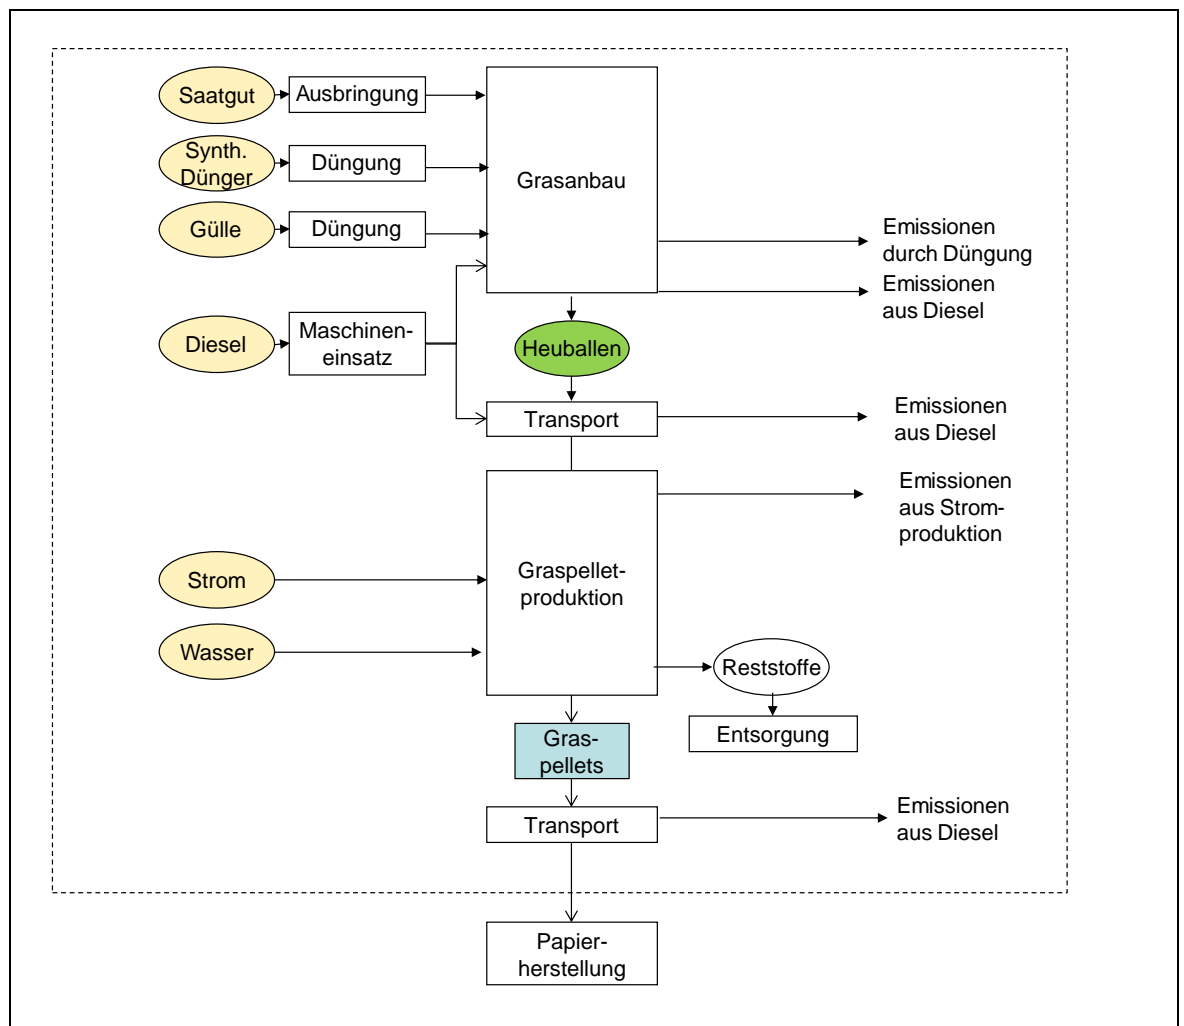 Saatgut
Ausbringung
Synth.
Dünger
Düngung
Grasanbau
Gülle
Düngung
Emissionen
durch Düngung
Emissionen
aus Diesel
Diesel
Maschinen-
einsatz
Heuballen
Transport
Emissionen
aus Diesel
Emissionen
aus Strom-
produktion
Strom
Graspellet-
produktion
Wasser
Reststoffe
Entsorgung
Gras-
pellets
Transport
Emissionen
aus Diesel
Papier-
herstellung